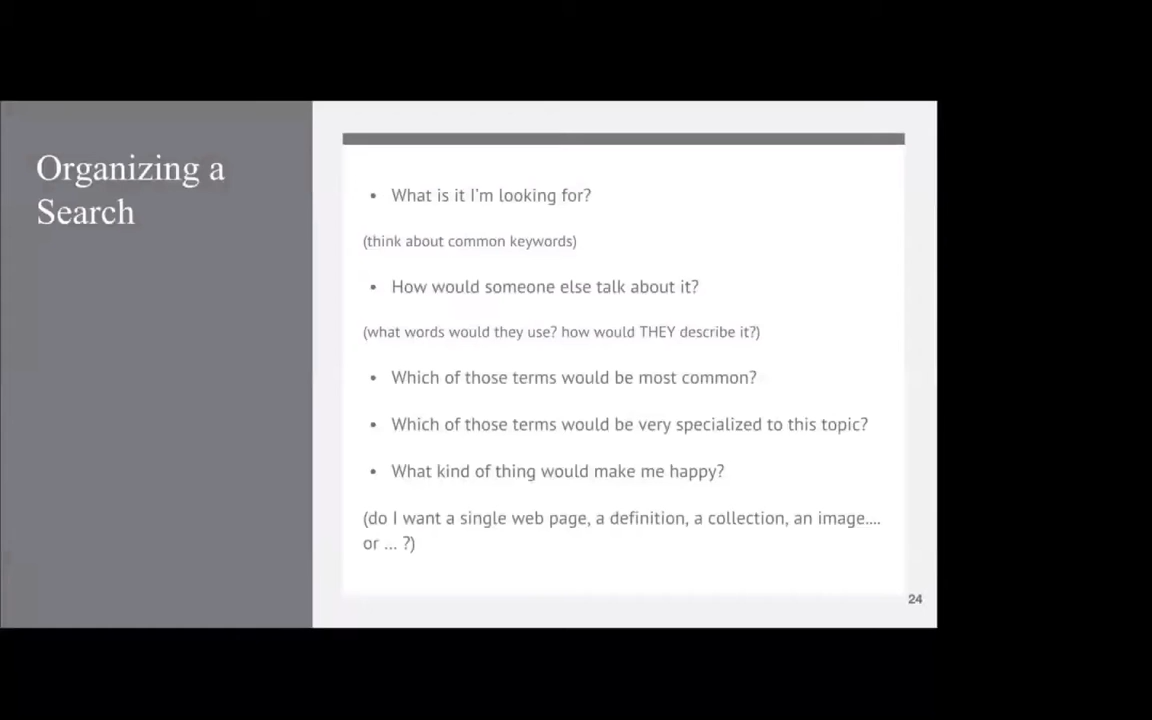 Organizing a
Search
• What is it I'm looking for?
(think about common keywords)
• How would someone else talk about it?
(what words would they use? how would THEY describe it?)
• Which of those terms would be most common?
• Which of those terms would be very specialized to this topic?
• What kind of thing would make me happy?
(do I want a single web page, a definition, a collection, an image....
or ... ?)
24